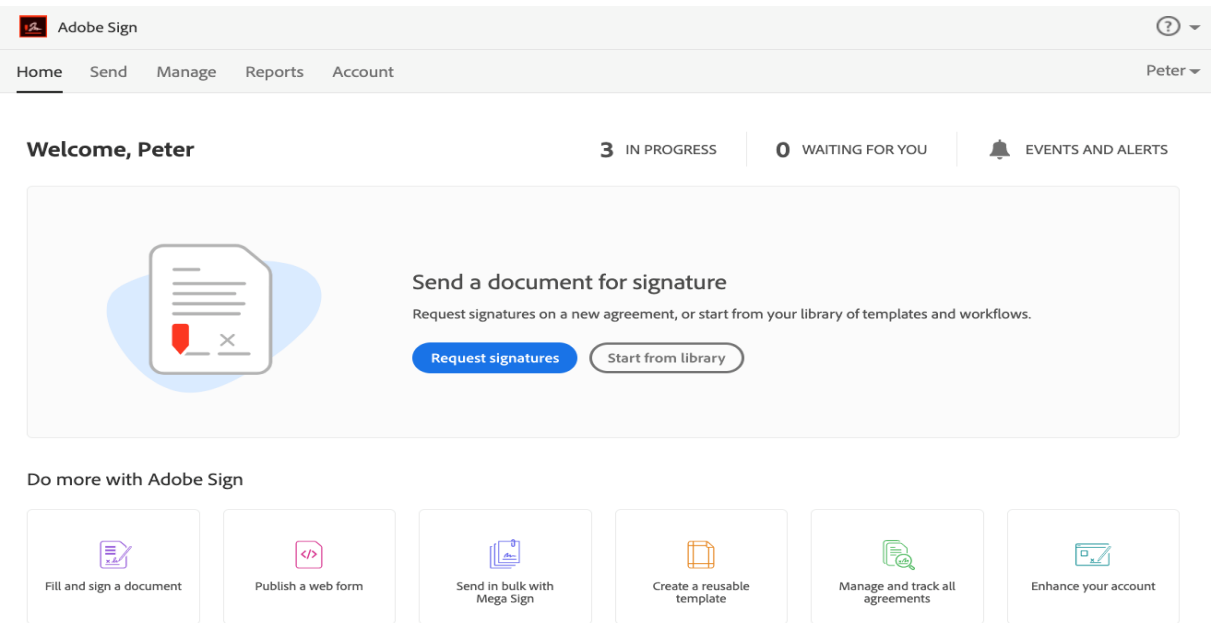 Adobe Sign
Home Send Manage Reports Account Peter
Welcome, Peter
3 IN PROGRESS
0 WAITING FOR YOU
EVENTS AND ALERTS
Send a document for signature
Request signatures on a new agreement, or start from your library of templates and workflows.
Request signatures
Start from library
Do more with Adobe Sign
Fill and sign a document
Publish a web form
Send in bulk with
Mega Sign
Create a reusable
template
Manage and track all
agreements
Enhance your account